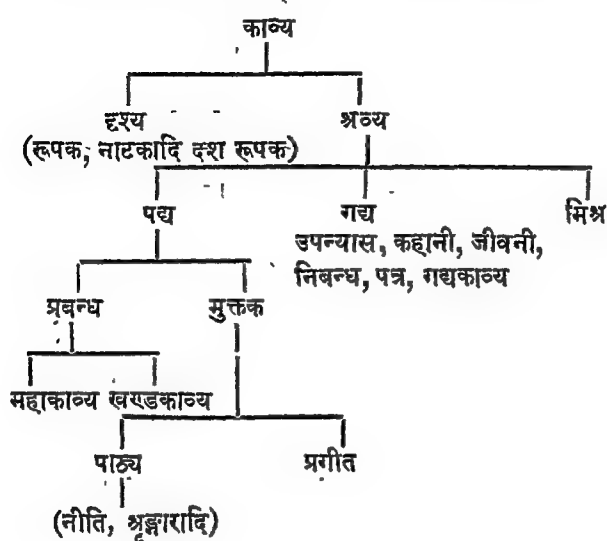 काव्य
दृश्य श्रव्य
(रूपक, नाटकादि दश रूपक)
पद्य गद्य मिश्र
उपन्यास, कहानी, जीवनी,
निबन्ध, पत्र, गद्यकाव्य
प्रबन्ध मुक्तक
महाकाव्य खण्डकाव्य
पाठ्य प्रगीत
(नीति, श्रृङ्गारादि)